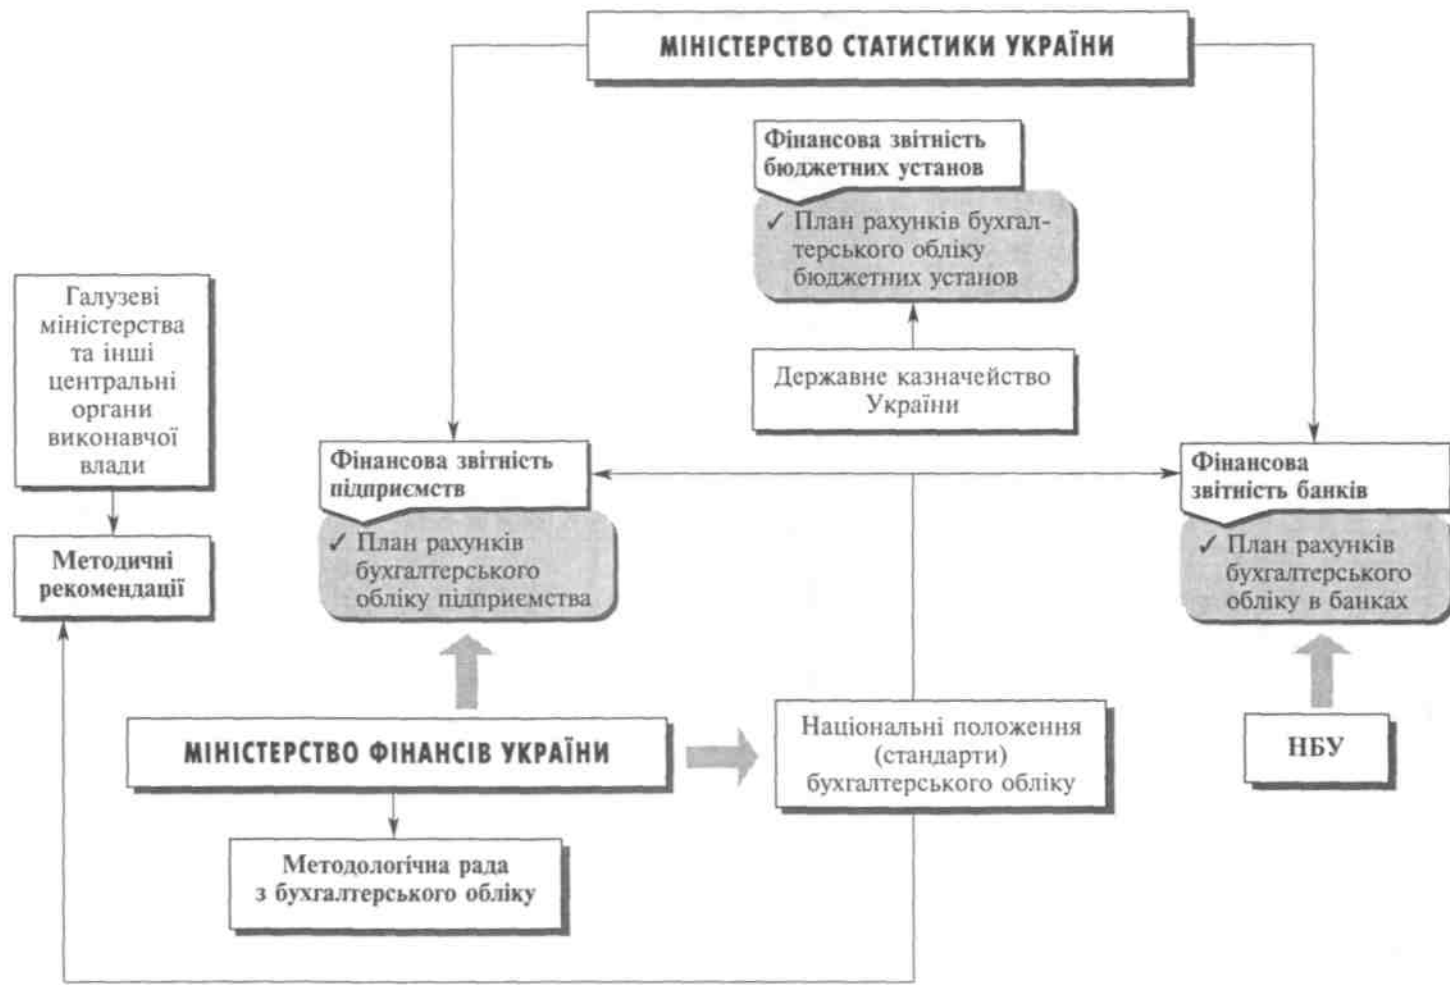 МІНІСТЕРСТВО СТАТИСТИКИ УКРАЇНИ
Фінансова звітність
бюджетних установ
✓ План рахунків бухгал-
терського обліку
бюджетних установ
Державне казначейство
України
Галузеві
міністерства
та інші
центральні
органи
виконавчої
влади
Методичні
рекомендації
Фінансова звітність
підприємств
✓ План рахунків
бухгалтерського
обліку підприємства
Фінансова
звітність банків
✓ План рахунків
бухгалтерського
обліку в банках
МІНІСТЕРСТВО ФІНАНСІВ УКРАЇНИ
Національні положення
(стандарти)
бухгалтерського обліку
НБУ
Методологічна рада
з бухгалтерського обліку